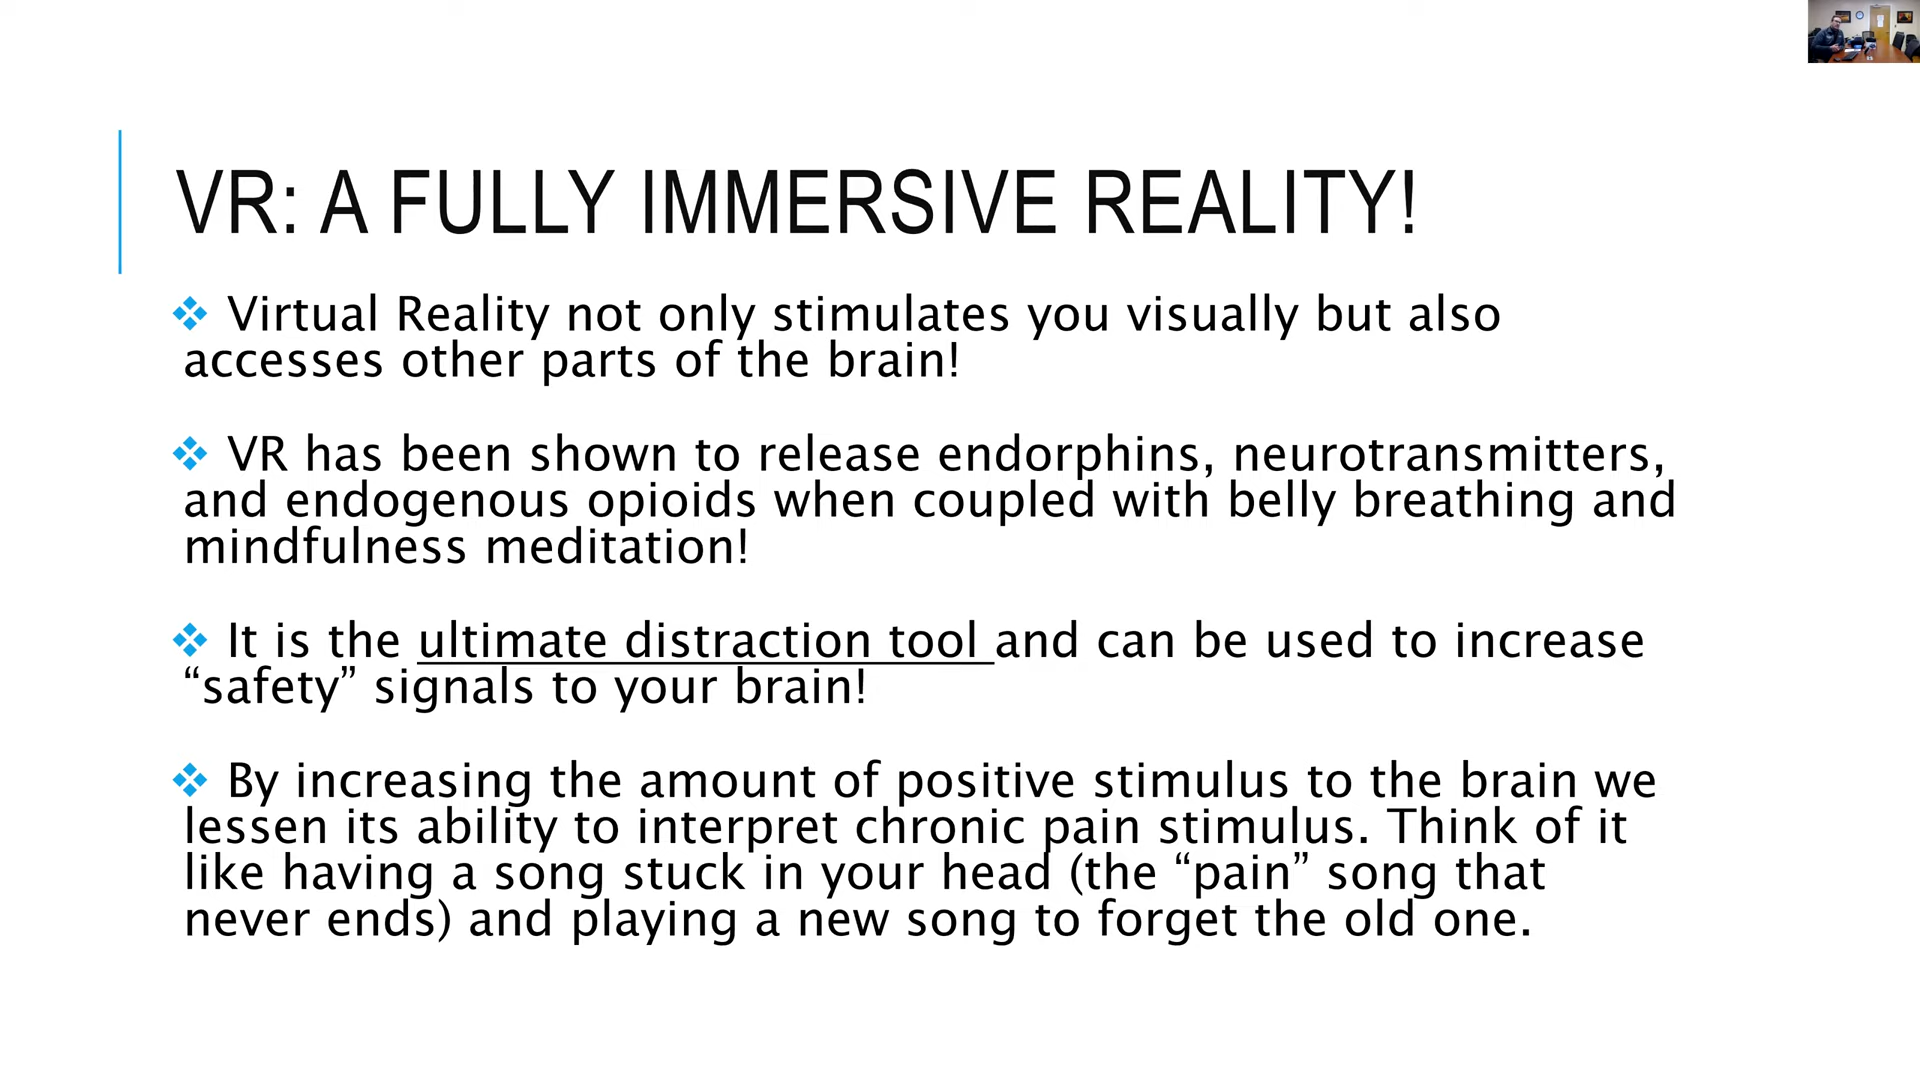 VR: A FULLY IMMERSIVE REALITY!
❖ Virtual Reality not only stimulates you visually but also
accesses other parts of the brain!
❖ VR has been shown to release endorphins, neurotransmitters,
and endogenous opioids when coupled with belly breathing and
mindfulness meditation!
❖ It is the ultimate distraction tool and can be used to increase
“safety” signals to your brain!
❖ By increasing the amount of positive stimulus to the brain we
lessen its ability to interpret chronic pain stimulus. Think of it
like having a song stuck in your head (the “pain” song that
never ends) and playing a new song to forget the old one.